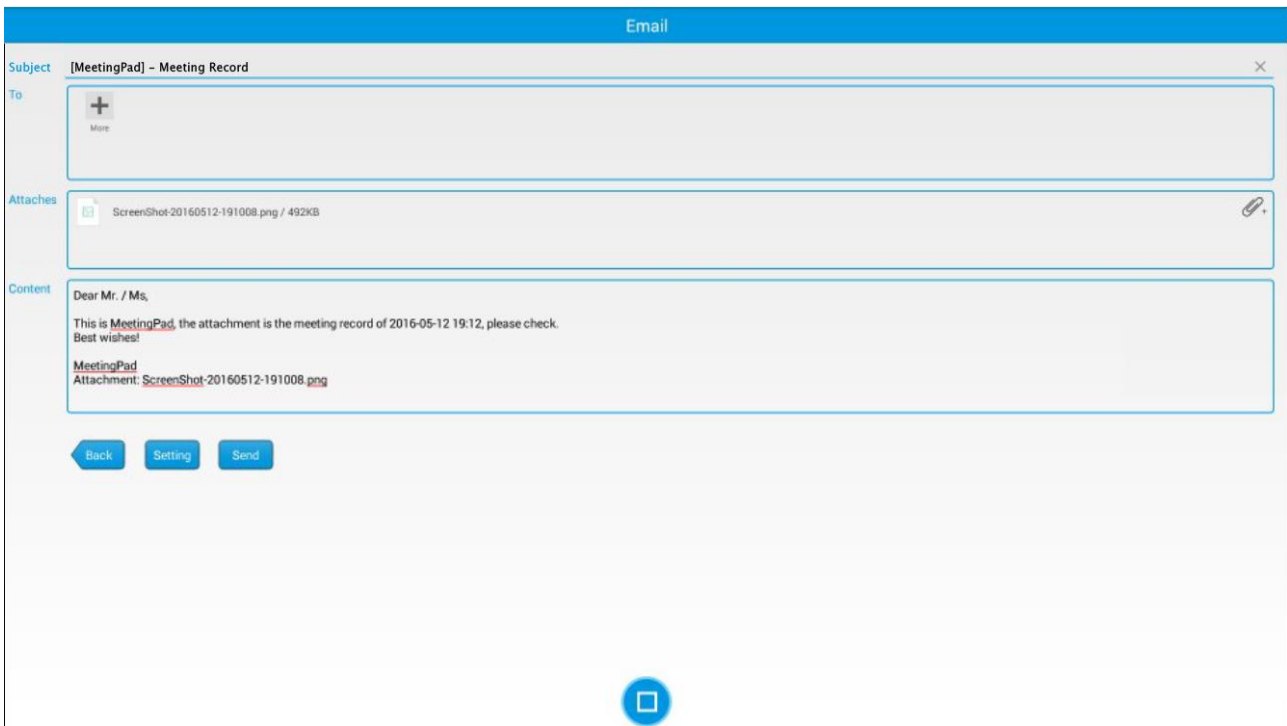 Email
Subject [MeetingPad] – Meeting Record
To
More
Attaches
ScreenShot-20160512-191008.png / 492KB
Content
Dear Mr. / Ms,
This is MeetingPad, the attachment is the meeting record of 2016-05-12 19:12, please check.
Best wishes!
MeetingPad
Attachment: ScreenShot-20160512-191008.png
Back Setting Send